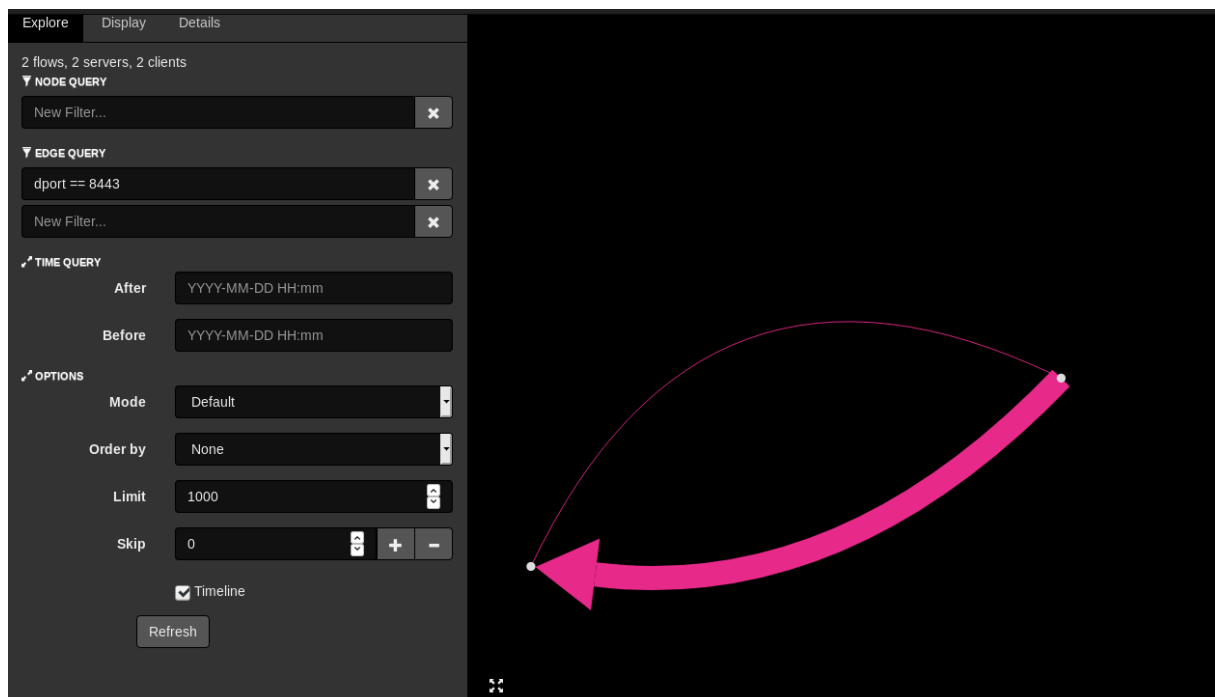 Explore Display Details
2 flows, 2 servers, 2 clients
NODE QUERY
New Filter...
EDGE QUERY
dport == 8443
New Filter...
TIME QUERY
After YYYY-MM-DD HH:mm
Before YYYY-MM-DD HH:mm
OPTIONS
Mode Default
Order by None
Limit 1000
Skip 0
Timeline
Refresh